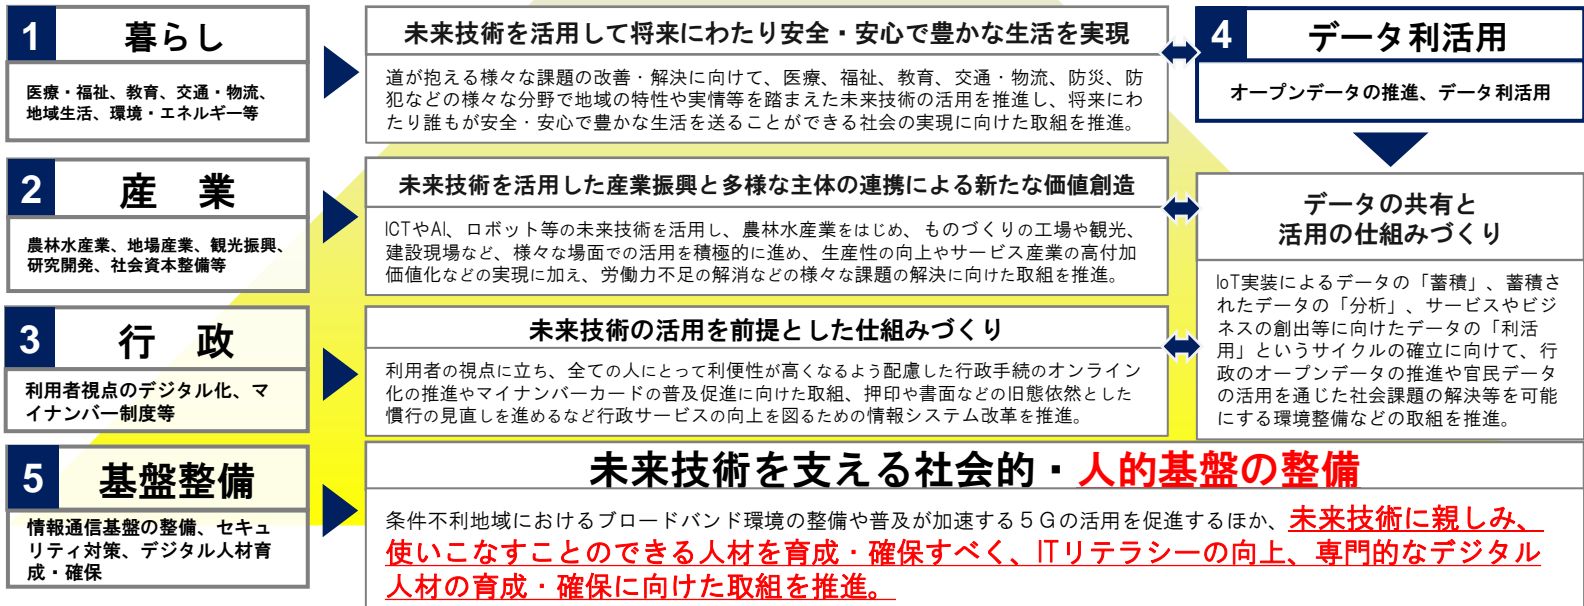 1
暮らし
医療・福祉、教育、交通・物流、
地域生活、環境・エネルギー等
未来技術を活用して将来にわたり安全・安心で豊かな生活を実現
道が抱える様々な課題の改善・解決に向けて、医療、福祉、教育、交通・物流、防災、防
犯などの様々な分野で地域の特性や実情等を踏まえた未来技術の活用を推進し、将来にわ
たり誰もが安全・安心で豊かな生活を送ることができる社会の実現に向けた取組を推進。
2
産　業
農林水産業、地場産業、観光振興、
研究開発、社会資本整備等
未来技術を活用した産業振興と多様な主体の連携による新たな価値創造
ICTやAI、ロボット等の未来技術を活用し、農林水産業をはじめ、ものづくりの工場や観光、
建設現場など、様々な場面での活用を積極的に進め、生産性の向上やサービス産業の高付加
価値化などの実現に加え、労働力不足の解消などの様々な課題の解決に向けた取組を推進。
3
行　政
利用者視点のデジタル化、マ
イナンバー制度等
未来技術の活用を前提とした仕組みづくり
利用者の視点に立ち、全ての人にとって利便性が高くなるよう配慮した行政手続のオンライン
化の推進やマイナンバーカードの普及促進に向けた取組、押印や書面などの旧態依然とした
慣行の見直しを進めるなど行政サービスの向上を図るための情報システム改革を推進。
4
データ利活用
オープンデータの推進、データ利活用
データの共有と
活用の仕組みづくり
IoT実装によるデータの「蓄積」、蓄積さ
れたデータの「分析」、サービスやビジ
ネスの創出等に向けたデータの「利活
用」というサイクルの確立に向けて、行
政のオープンデータの推進や官民データ
の活用を通じた社会課題の解決等を可能
にする環境整備などの取組を推進。
5
基盤整備
情報通信基盤の整備、セキュ
リティ対策、デジタル人材育
成・確保
未来技術を支える社会的・人的基盤の整備
条件不利地域におけるブロードバンド環境の整備や普及が加速する５Ｇの活用を促進するほか、未来技術に親しみ、
使いこなすことのできる人材を育成・確保すべく、ITリテラシーの向上、専門的なデジタル
人材の育成・確保に向けた取組を推進。